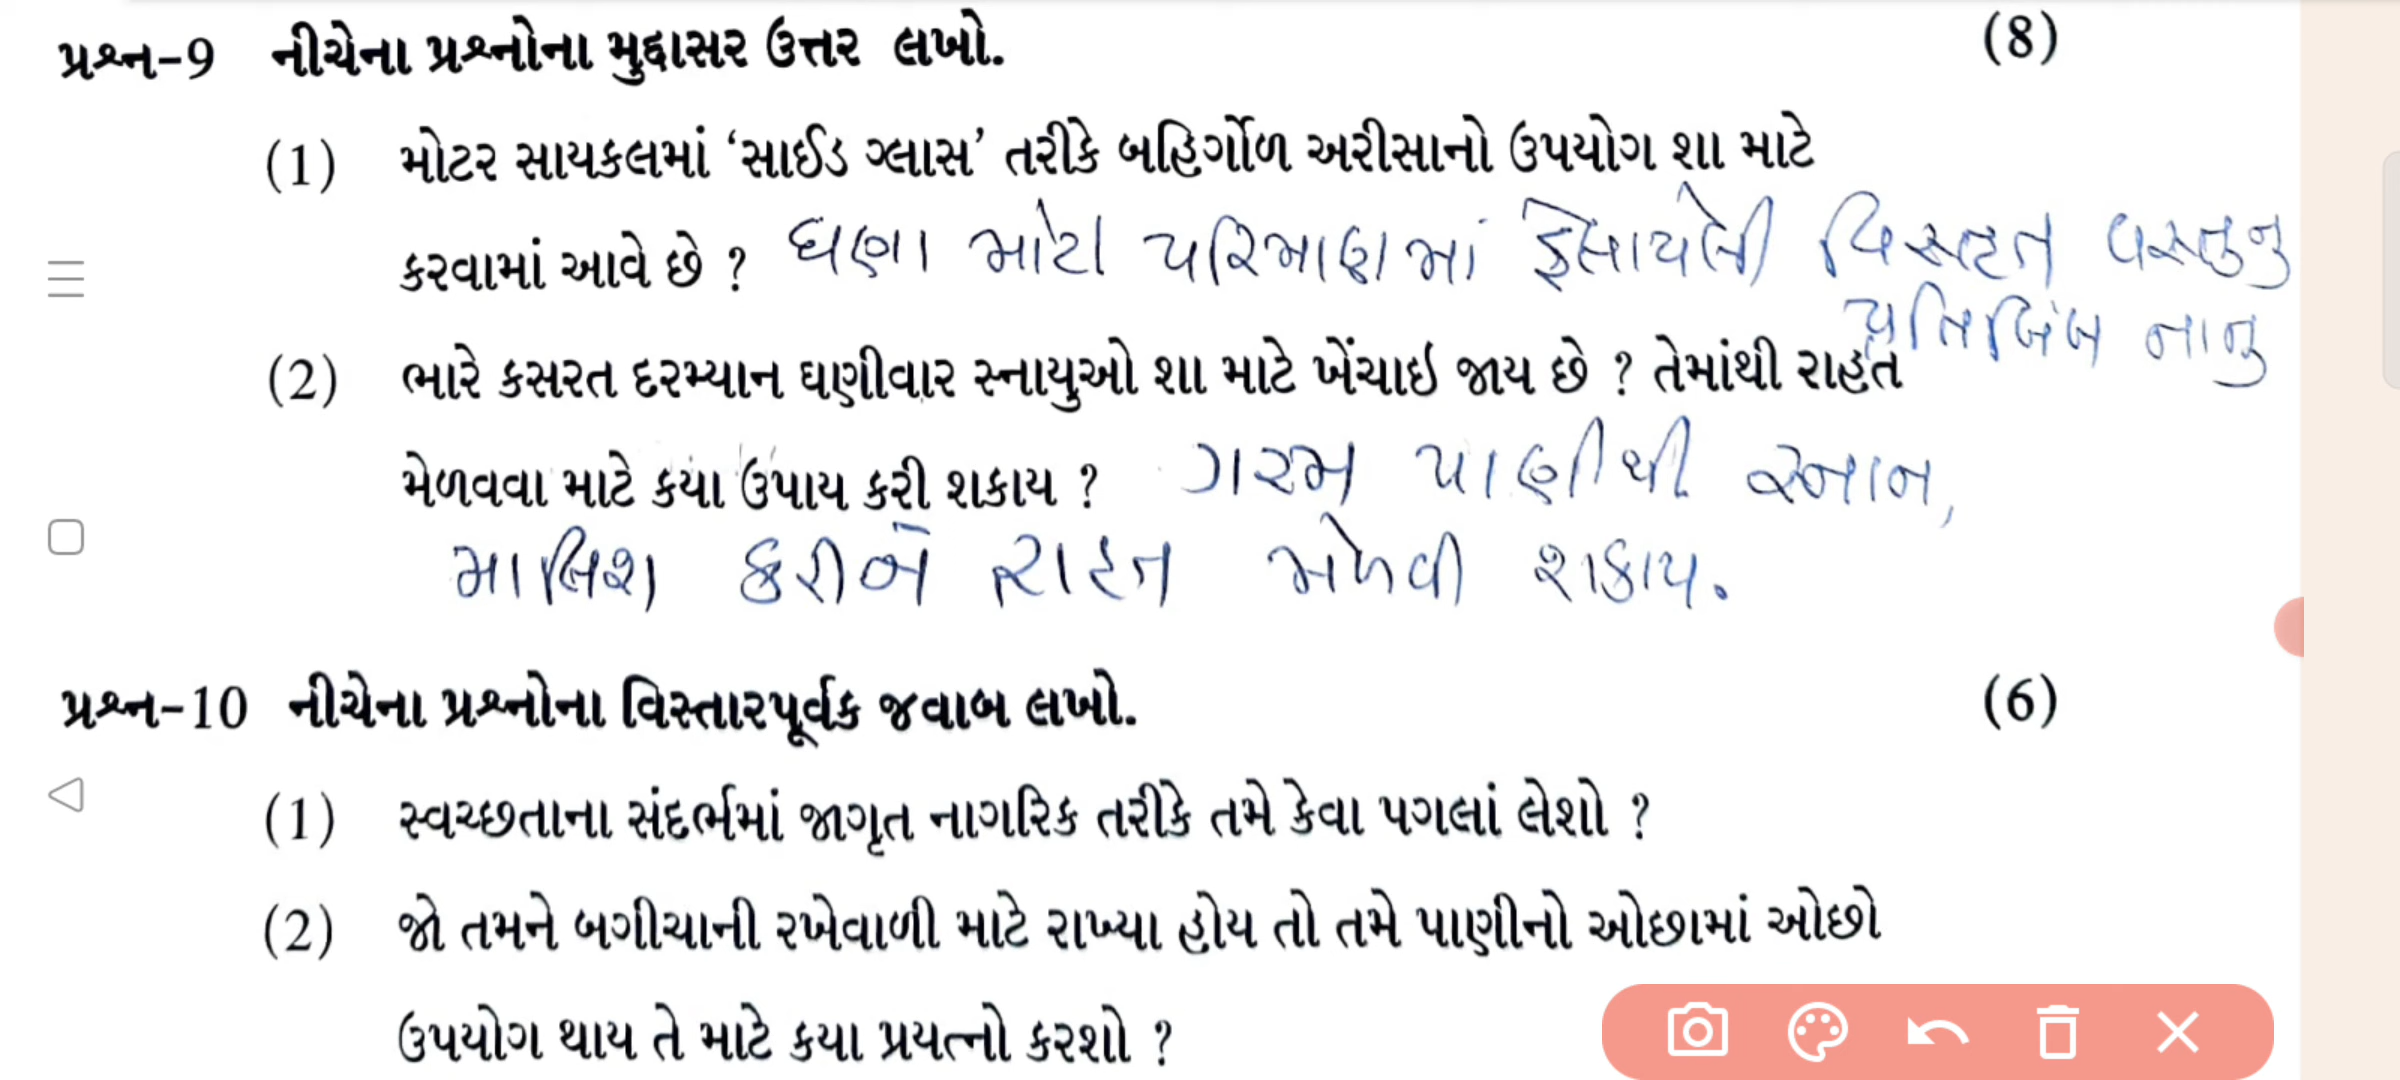 પ્રશ્ન-9 નીચેના પ્રશ્નોના મુદ્દાસર ઉત્તર લખો. (8)
(1) મોટર સાયકલમાં ‘સાઈડ ગ્લાસ’ તરીકે બહિર્ગોળ અરીસાનો ઉપયોગ શા માટે
કરવામાં આવે છે ? ઘણા મોટા પરિમાણમાં ફેલાયેલી વિસ્તૃત વસ્તુનુ
પ્રતિબિંબ નાનુ
(2) ભારે કસરત દરમ્યાન ઘણીવાર સ્નાયુઓ શા માટે ખેંચાઇ જાય છે ? તેમાંથી રાહત
મેળવવા માટે કયા ઉપાય કરી શકાય ? ગરમ પાણીથી સ્નાન,
માલિશ કરીને રાહત મેળવી શકાય.
પ્રશ્ન-10 નીચેના પ્રશ્નોના વિસ્તારપૂર્વક જવાબ લખો. (6)
(1) સ્વચ્છતાના સંદર્ભમાં જાગૃત નાગરિક તરીકે તમે કેવા પગલાં લેશો ?
(2) જો તમને બગીચાની રખેવાળી માટે રાખ્યા હોય તો તમે પાણીનો ઓછામાં ઓછો
ઉપયોગ થાય તે માટે કયા પ્રયત્નો કરશો ?